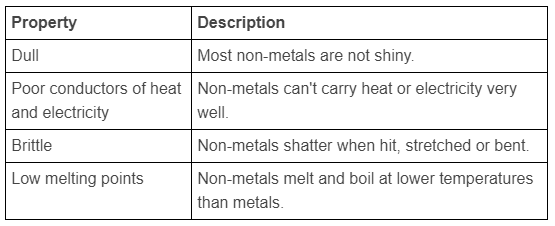 Property Description
Dull Most non-metals are not shiny.
Poor conductors of heat Non-metals can't carry heat or electricity very
and electricity well.
Brittle Non-metals shatter when hit, stretched or bent.
Low melting points Non-metals melt and boil at lower temperatures
than metals.